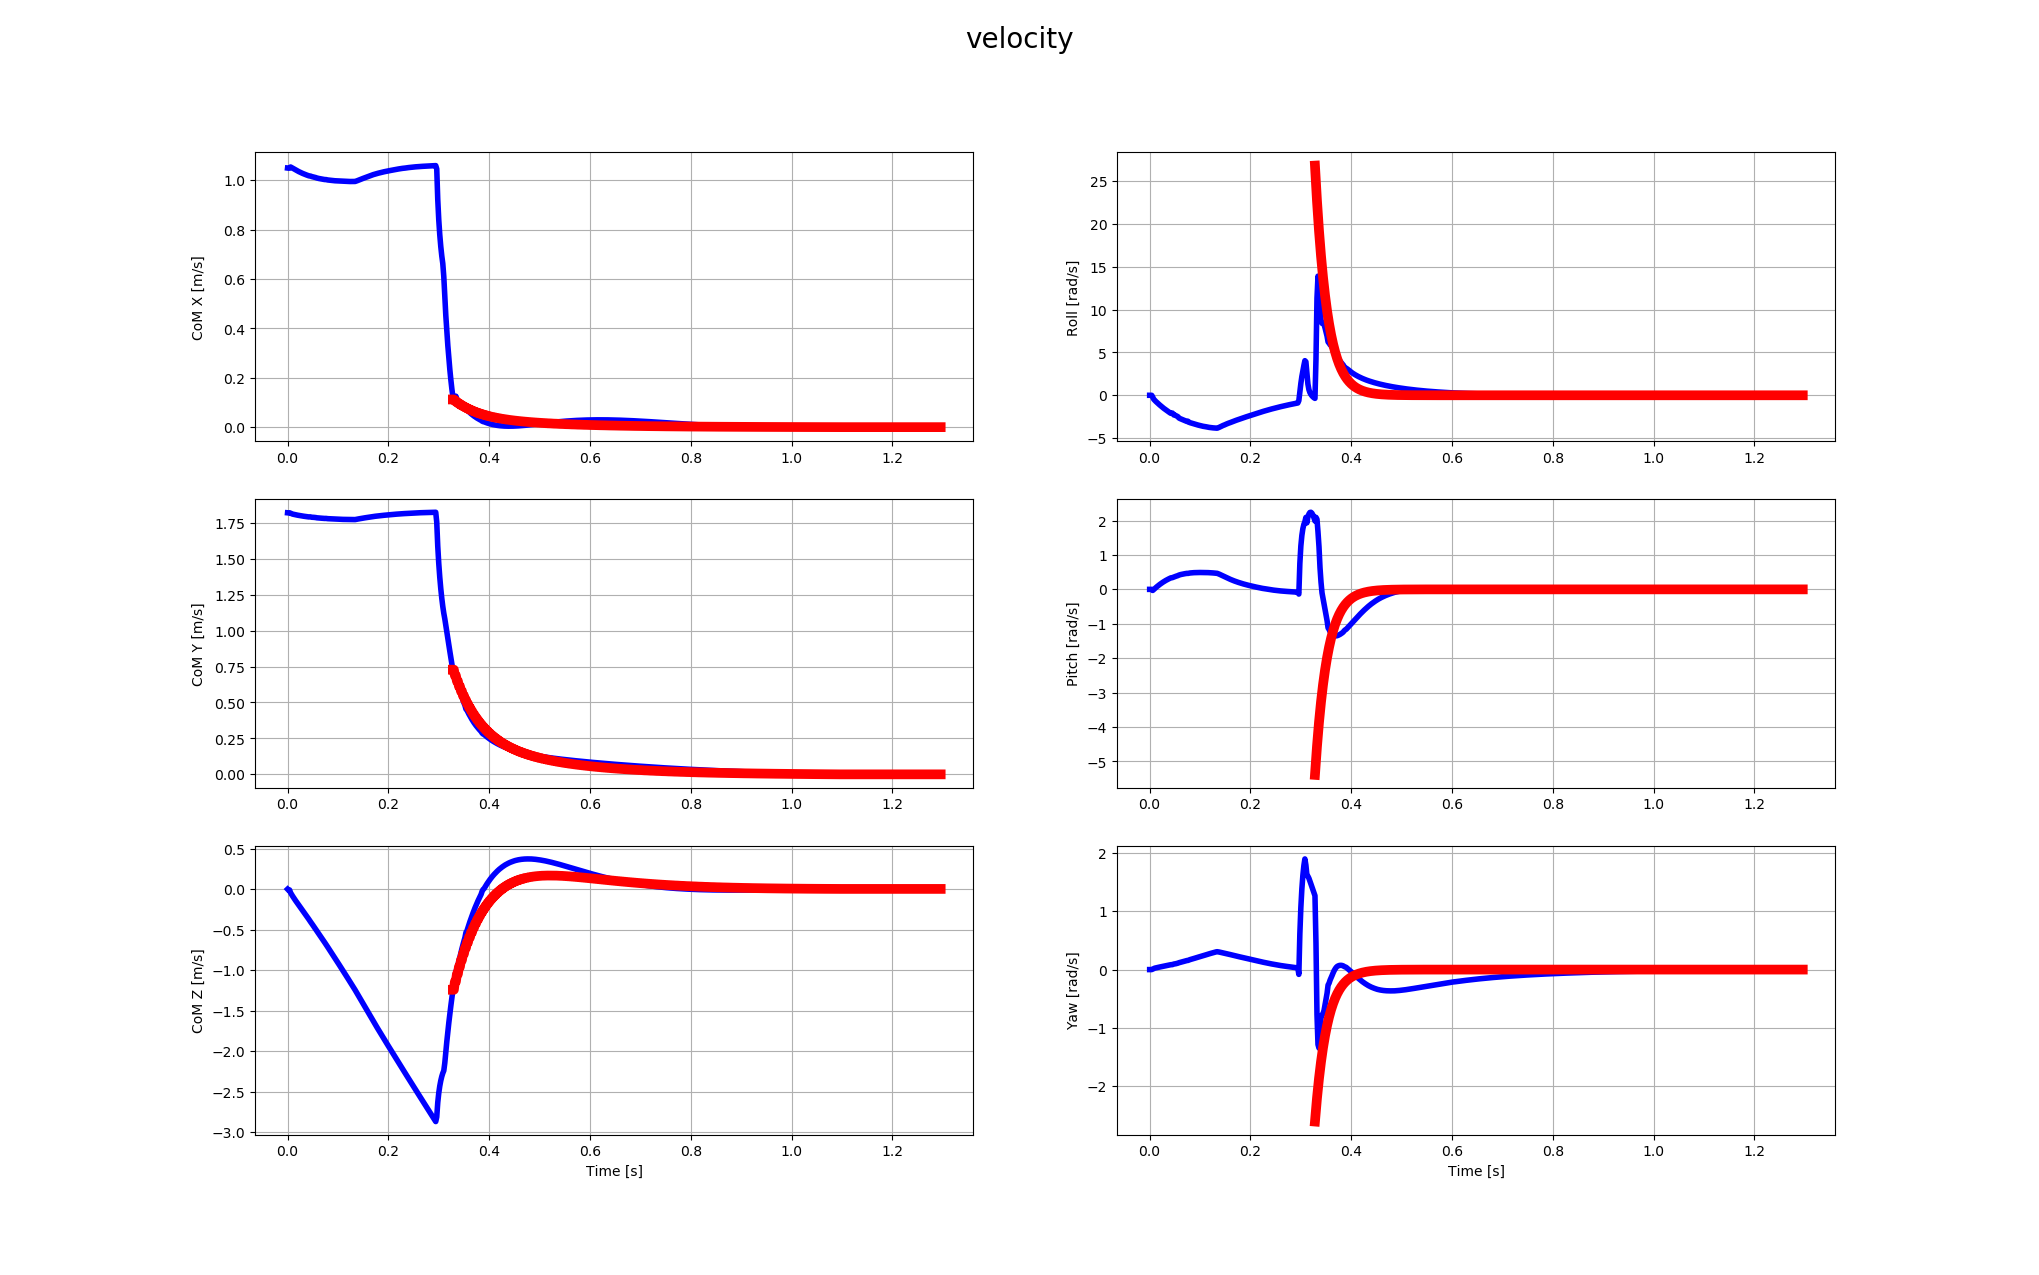 velocity
CoM X [m/s]
1.0
0.8
0.6
0.4
0.2
0.0
0.0 0.2 0.4 0.6 0.8 1.0 1.2
Roll [rad/s]
25
20
15
10
5
0
−5
0.0 0.2 0.4 0.6 0.8 1.0 1.2
CoM Y [m/s]
1.75
1.50
1.25
1.00
0.75
0.50
0.25
0.00
0.0 0.2 0.4 0.6 0.8 1.0 1.2
Pitch [rad/s]
2
1
0
−1
−2
−3
−4
−5
0.0 0.2 0.4 0.6 0.8 1.0 1.2
CoM Z [m/s]
0.5
0.0
−0.5
−1.0
−1.5
−2.0
−2.5
−3.0
0.0 0.2 0.4 0.6 0.8 1.0 1.2
Time [s]
Yaw [rad/s]
2
1
0
−1
−2
0.0 0.2 0.4 0.6 0.8 1.0 1.2
Time [s]